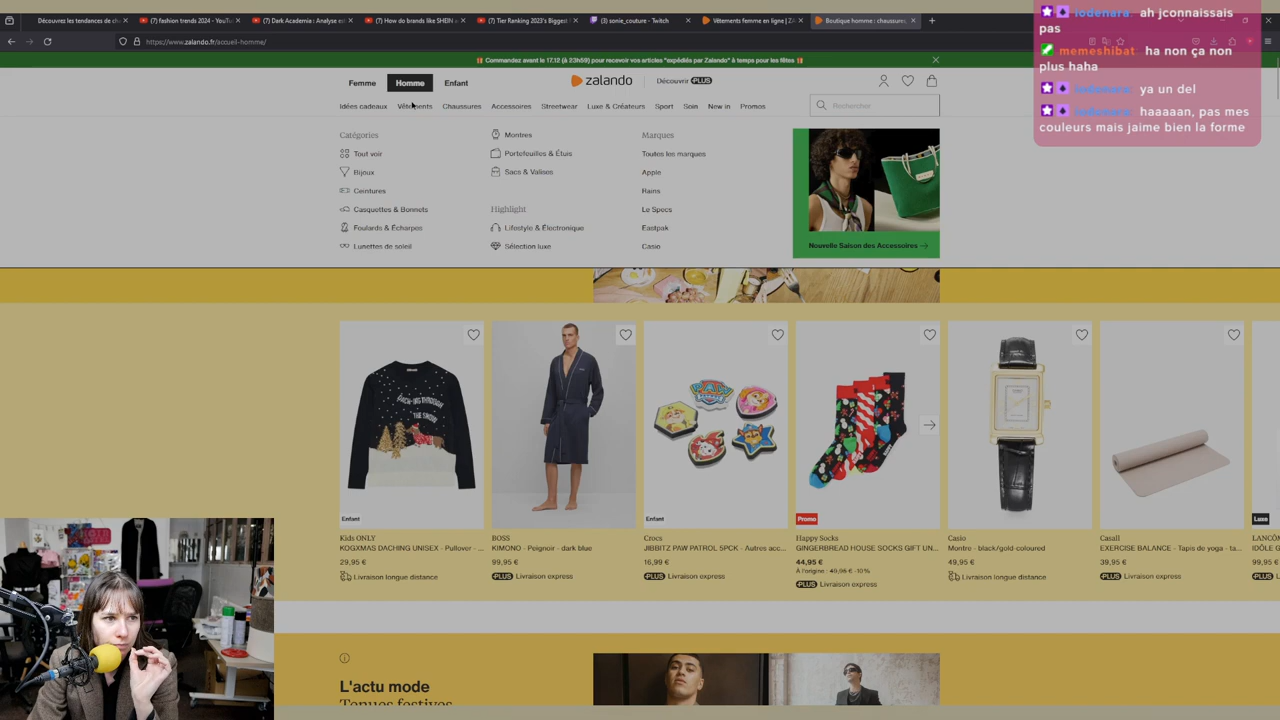 Découvrez les tendances de ch
(7) fashion trends 2024 - YouTu
(7) Dark Academia : Analyse e
(7) How do brands like SHEIN
(7) Tier Ranking 2023's Biggest
(3) sonie_couture - Twitch
Vêtements femme en ligne | Z
Boutique homme : chaussure
https://www.zalando.fr/accueil-homme/
Commandez avant le 17.12 (à 23h59) pour recevoir vos articles "expédiés par Zalando" à temps pour les fêtes
Femme
Homme
Enfant
zalando
Découvrir PLUS
Idées cadeaux
Vêtements
Chaussures
Accessoires
Streetwear
Luxe & Créateurs
Sport
Soin
New in
Promos
Rechercher
Catégories
Tout voir
Bijoux
Ceintures
Casquettes & Bonnets
Foulards & Écharpes
Lunettes de soleil
Montres
Portefeuilles & Étuis
Sacs & Valises
Highlight
Lifestyle & Électronique
Sélection luxe
Marques
Toutes les marques
Apple
Rains
Le Specs
Eastpak
Casio
Nouvelle Saison des Accessoires →
lodenara: ah jconnaissais
pas
memeshibat: ha non ça non
plus haha
ya un del
haaaaan, pas mes
couleurs mais jaime bien la forme
Enfant
Kids ONLY
KOGXMAS DACHING UNISEX - Pullover - ...
29,95 €
Livraison longue distance
BOSS
KIMONO - Peignoir - dark blue
99,95 €
PLUS Livraison express
Enfant
Crocs
JIBBITZ PAW PATROL 5PCK - Autres acc...
16,99 €
PLUS Livraison express
Promo
Happy Socks
GINGERBREAD HOUSE SOCKS GIFT UN...
44,95 €
À l'origine : 49,95 € -10%
PLUS Livraison express
Casio
Montre - black/gold-coloured
49,95 €
Livraison longue distance
Casall
EXERCISE BALANCE - Tapis de yoga - ta...
39,95 €
PLUS Livraison express
Luxe
LANCÔM
IDÔLE
99,95 €
PLUS
L'actu mode
Tenues festives